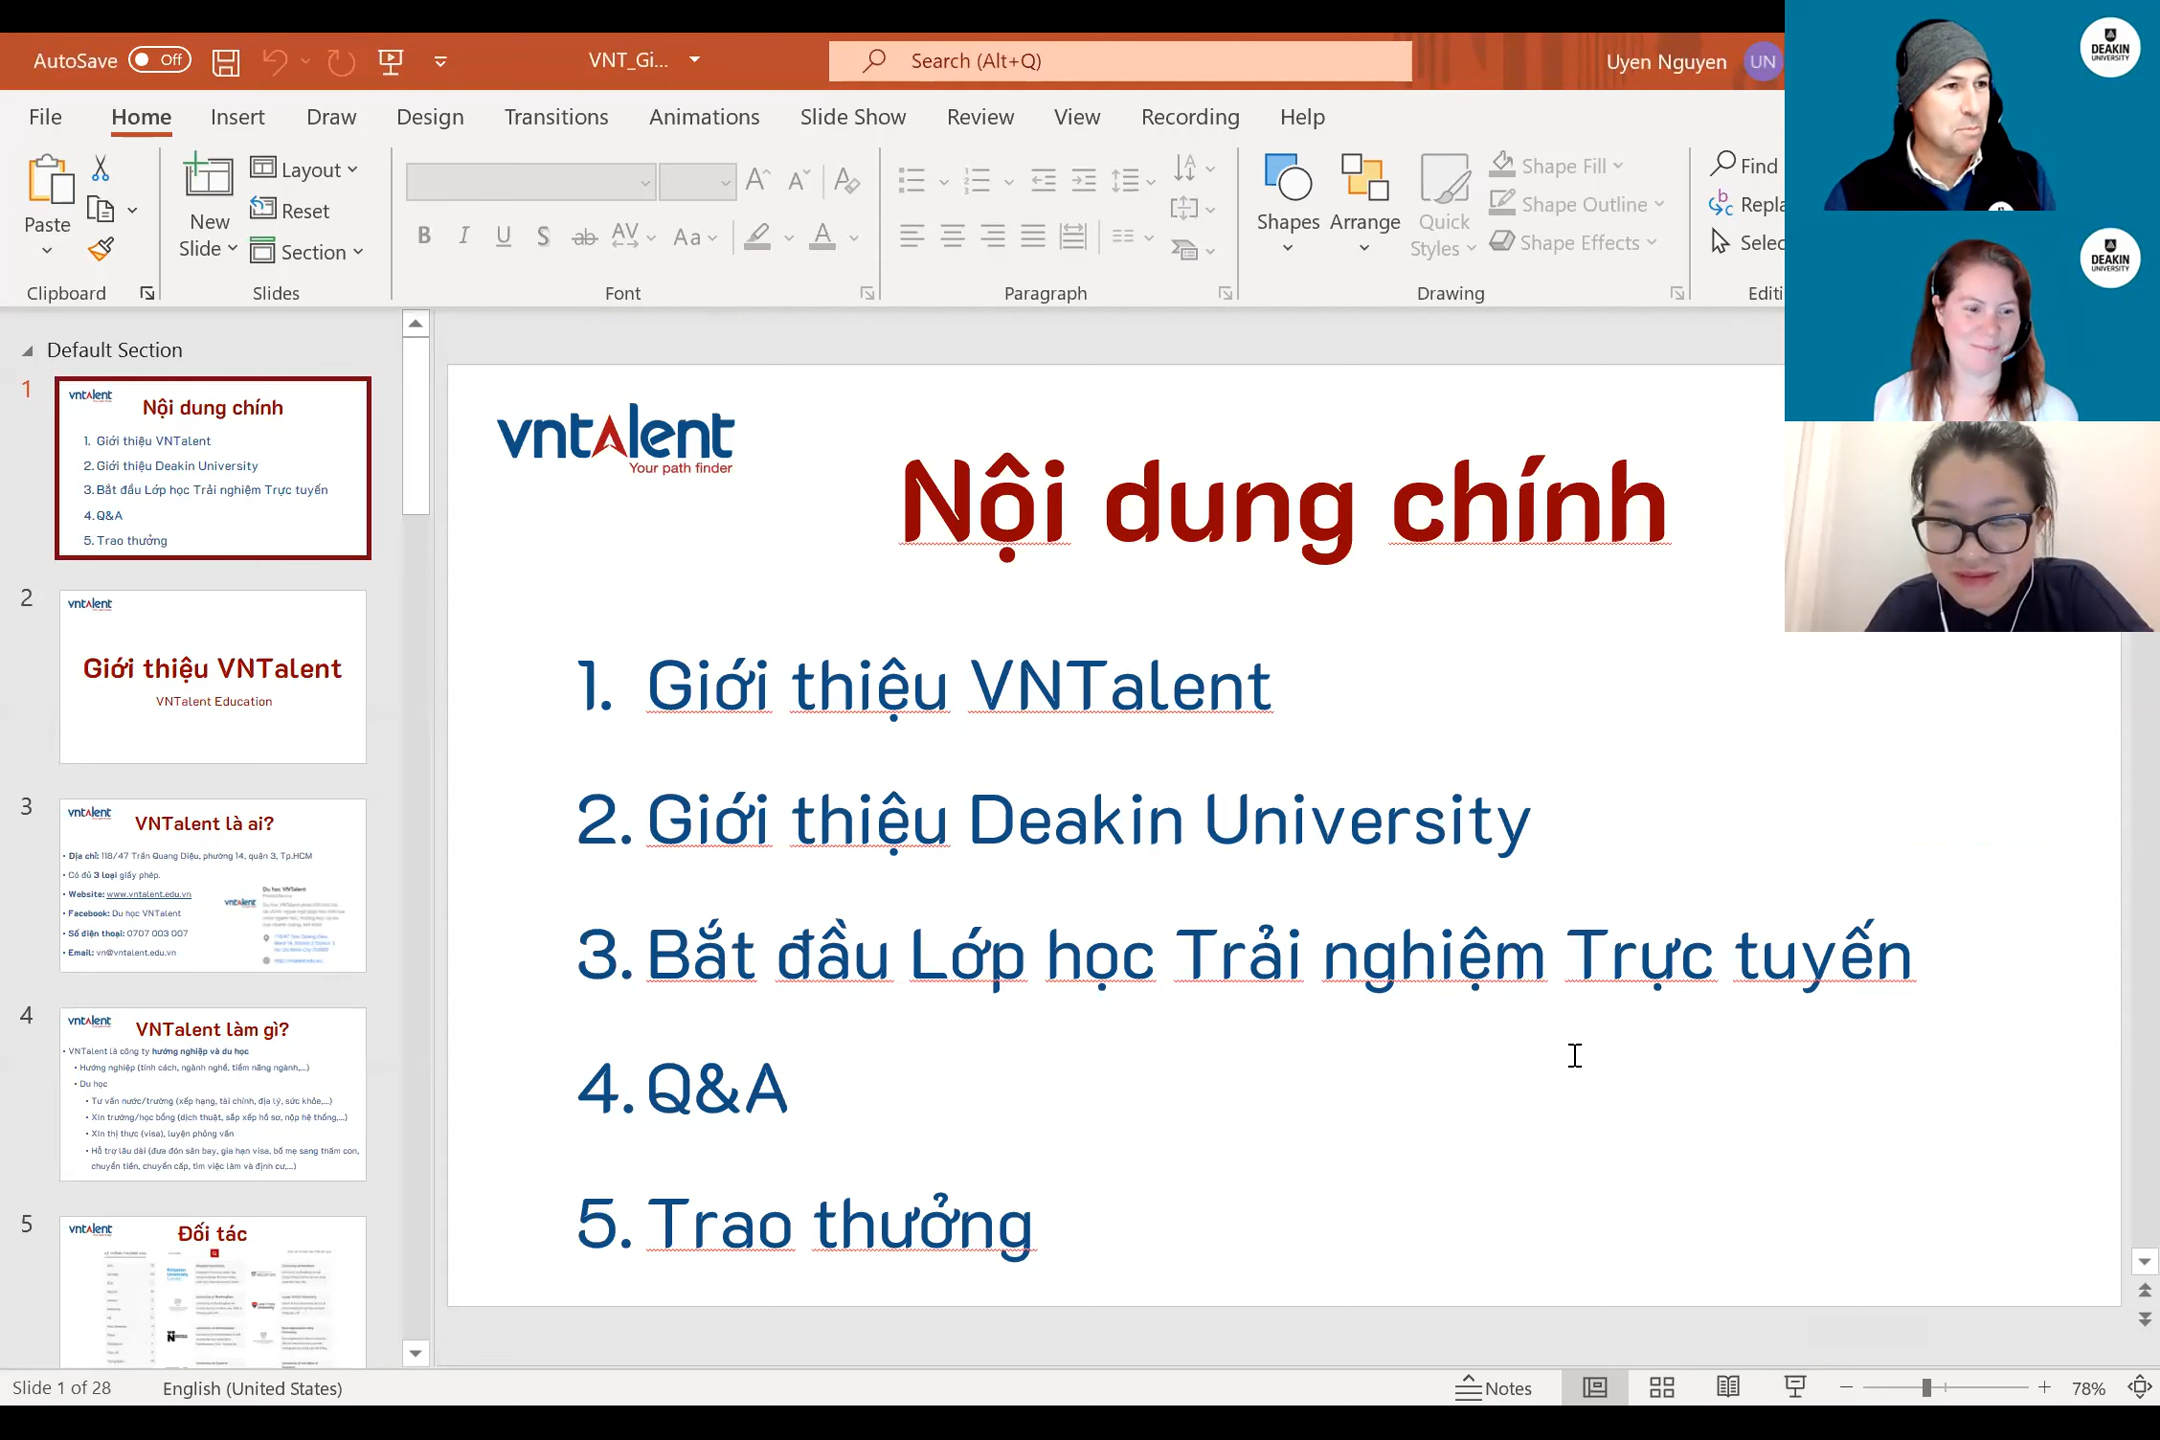 AutoSave Off
VNT_Gi...
Search (Alt+Q)
Uyen Nguyen UN
File Home Insert Draw Design Transitions Animations Slide Show Review View Recording Help
Paste
Clipboard
New Slide
Layout
Reset
Section
Slides
Font
Paragraph
Shapes
Arrange
Quick Styles
Shape Fill
Shape Outline
Shape Effects
Drawing
Find
Repla
Selec
Editi
DEAKIN UNIVERSITY
DEAKIN UNIVERSITY
Default Section
1
vntalent
Nội dung chính
1. Giới thiệu VNTalent
2. Giới thiệu Deakin University
3. Bắt đầu Lớp học Trải nghiệm Trực tuyến
4. Q&A
5. Trao thưởng
2
vntalent
Giới thiệu VNTalent
VNTalent Education
3
vntalent
VNTalent là ai?
• Địa chỉ: 118/47 Trần Quang Diệu, phường 14, quận 3, Tp.HCM
• Có đủ 3 loại giấy phép.
• Website: www.vntalent.edu.vn
• Facebook: Du học VNTalent
• Số điện thoại: 0707 003 007
• Email: vn@vntalent.edu.vn
vntalent
Du học VNTalent
4
vntalent
VNTalent làm gì?
• VNTalent là công ty hướng nghiệp và du học
• Hướng nghiệp (tính cách, ngành nghề, tiềm năng ngành,...)
• Du học
• Tư vấn nước/trường (xếp hạng, tài chính, địa lý, sức khỏe,...)
• Xin trường/học bổng (dịch thuật, sắp xếp hồ sơ, nộp hệ thống,...)
• Xin thị thực (visa), luyện phỏng vấn
• Hỗ trợ lâu dài (đưa đón sân bay, gia hạn visa, bố mẹ sang thăm con,
chuyển tiền, chuyển cấp, tìm việc làm và định cư,...)
5
vntalent
Đối tác
vntalent
Your path finder
Nội dung chính
1. Giới thiệu VNTalent
2. Giới thiệu Deakin University
3. Bắt đầu Lớp học Trải nghiệm Trực tuyến
4. Q&A
5. Trao thưởng
Slide 1 of 28
English (United States)
Notes
78%